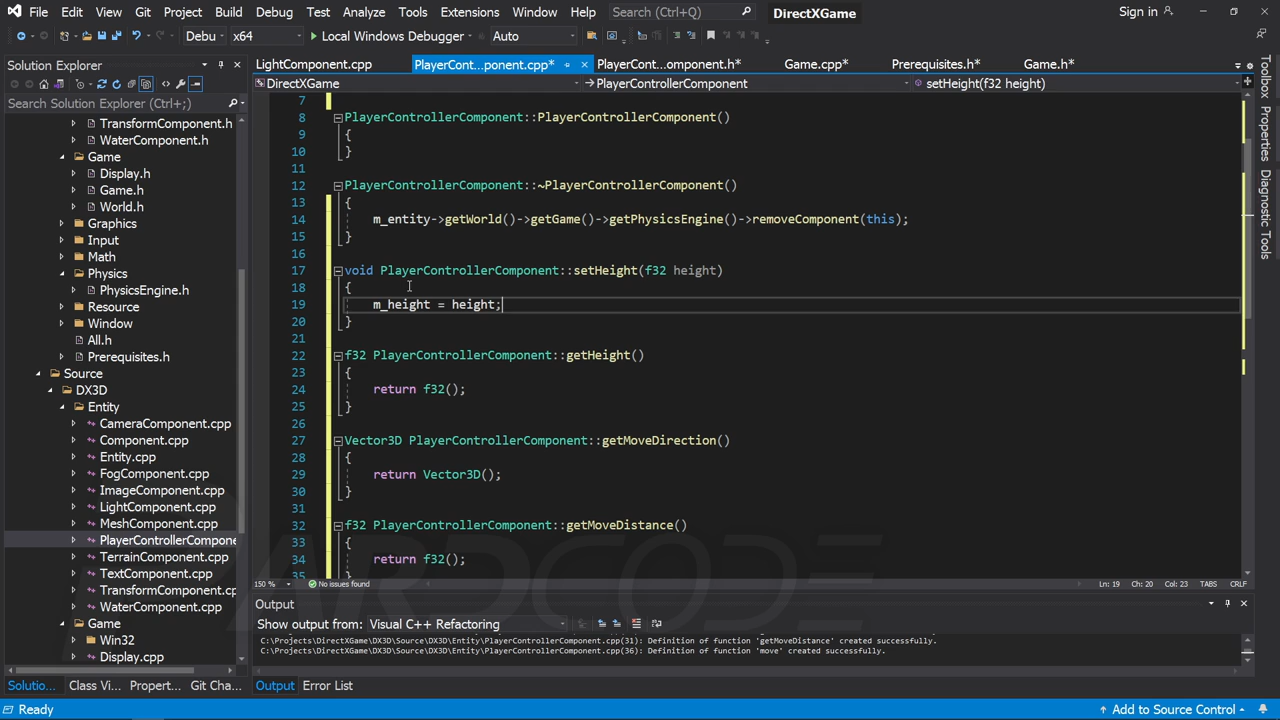 File Edit View Git Project Build Debug Test Analyze Tools Extensions Window Help Search (Ctrl+Q) DirectXGame Sign in
Debu x64 Local Windows Debugger Auto
Solution Explorer
Search Solution Explorer (Ctrl+;)
TransformComponent.h
WaterComponent.h
Game
Display.h
Game.h
World.h
Graphics
Input
Math
Physics
PhysicsEngine.h
Resource
Window
All.h
Prerequisites.h
Source
DX3D
Entity
CameraComponent.cpp
Component.cpp
Entity.cpp
FogComponent.cpp
ImageComponent.cpp
LightComponent.cpp
MeshComponent.cpp
PlayerControllerCompone
TerrainComponent.cpp
TextComponent.cpp
TransformComponent.cpp
WaterComponent.cpp
Game
Win32
Display.cpp
Solutio... Class Vi... Propert... Git Cha...
LightComponent.cpp PlayerCont...ponent.cpp* PlayerCont...omponent.h* Game.cpp* Prerequisites.h* Game.h*
DirectXGame PlayerControllerComponent setHeight(f32 height)
7
8 PlayerControllerComponent::PlayerControllerComponent()
9 {
10 }
11
12 PlayerControllerComponent::~PlayerControllerComponent()
13 {
14 m_entity->getWorld()->getGame()->getPhysicsEngine()->removeComponent(this);
15 }
16
17 void PlayerControllerComponent::setHeight(f32 height)
18 {
19 m_height = height;
20 }
21
22 f32 PlayerControllerComponent::getHeight()
23 {
24 return f32();
25 }
26
27 Vector3D PlayerControllerComponent::getMoveDirection()
28 {
29 return Vector3D();
30 }
31
32 f32 PlayerControllerComponent::getMoveDistance()
33 {
34 return f32();
35 }
150 % No issues found Ln: 19 Ch: 20 Col: 23 TABS CRLF
Output
Show output from: Visual C++ Refactoring
C:\Projects\DirectXGame\DX3D\Source\DX3D\Entity\PlayerControllerComponent.cpp(31): Definition of function 'getMoveDistance' created successfully.
C:\Projects\DirectXGame\DX3D\Source\DX3D\Entity\PlayerControllerComponent.cpp(36): Definition of function 'move' created successfully.
Output Error List
Toolbox
Properties
Diagnostic Tools
PARDCODE
Ready Add to Source Control